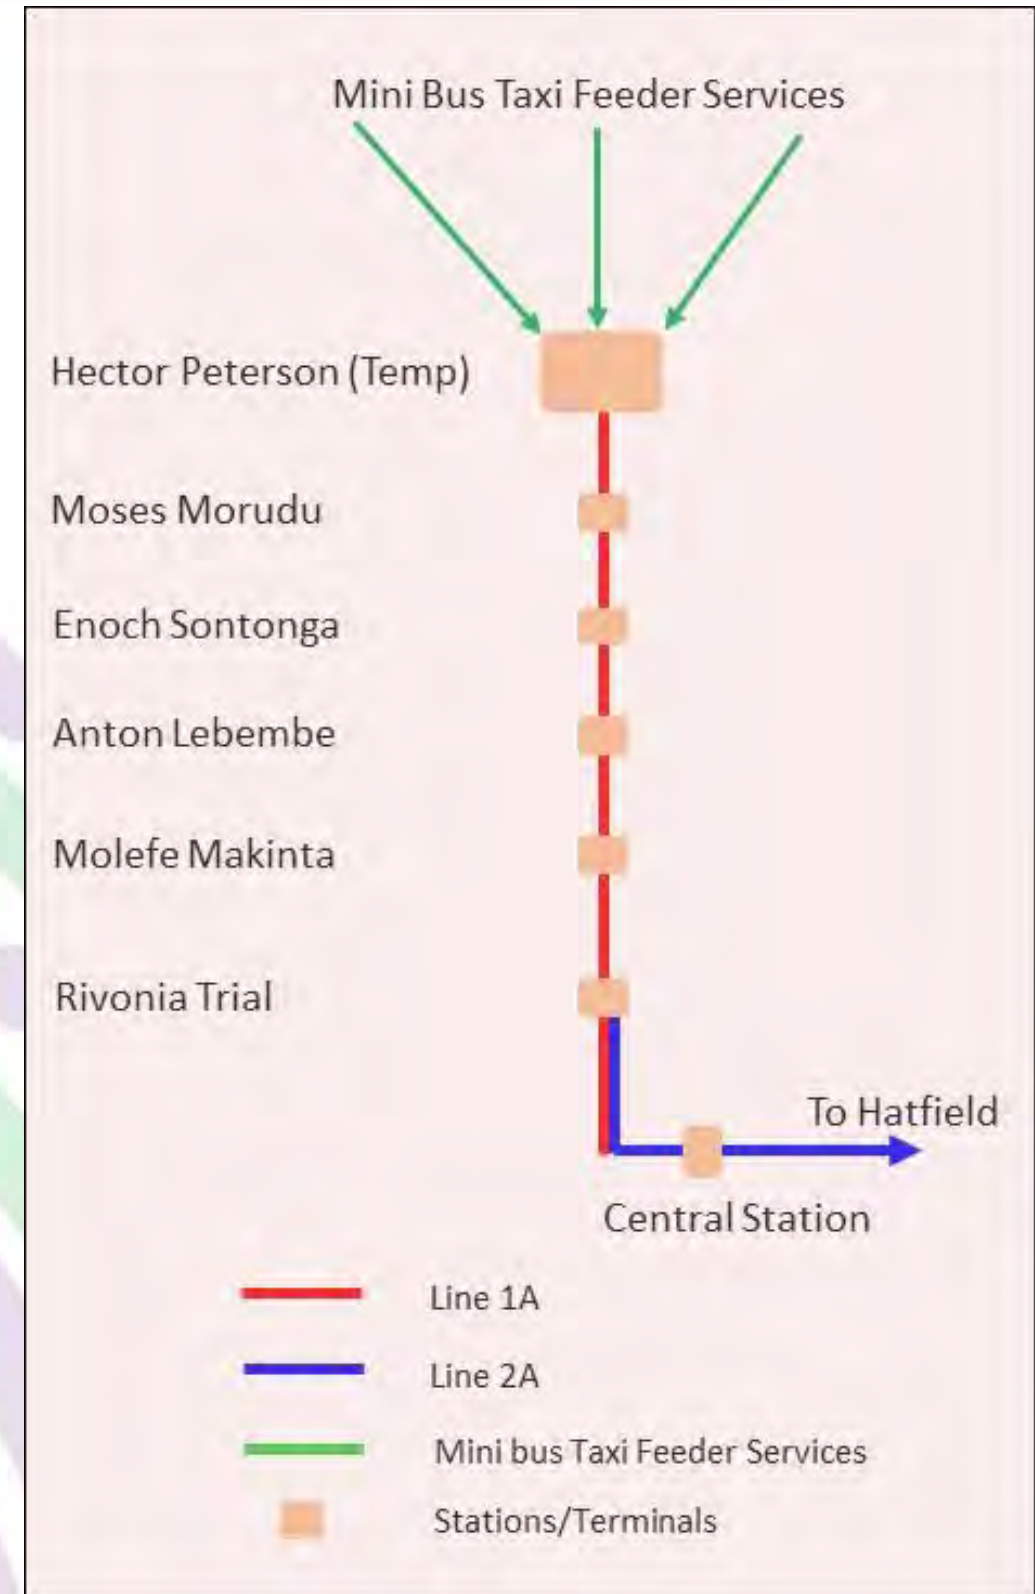 Mini Bus Taxi Feeder Services
Hector Peterson (Temp)
Moses Morudu
Enoch Sontonga
Anton Lebembe
Molefe Makinta
Rivonia Trial
To Hatfield
Central Station
Line 1A
Line 2A
Mini bus Taxi Feeder Services
Stations/Terminals